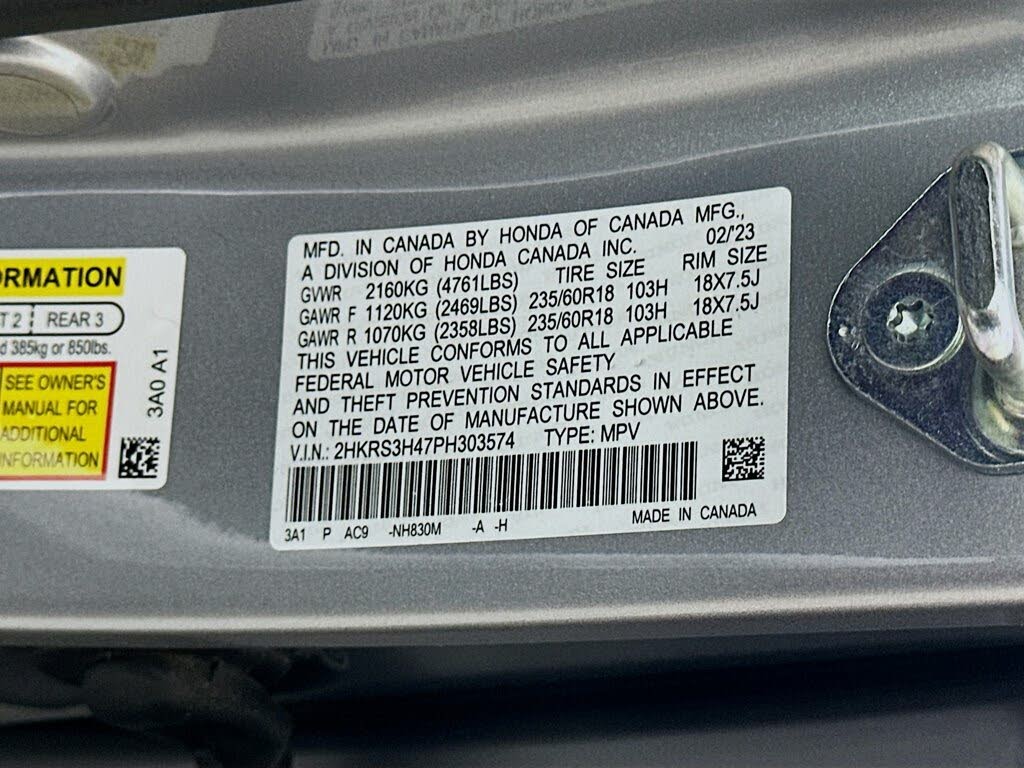 ORMATION
T 2 REAR 3
d 385kg or 850lbs.
SEE OWNER'S
MANUAL FOR
ADDITIONAL
INFORMATION
3A0 A1
MFD. IN CANADA BY HONDA OF CANADA MFG.,
A DIVISION OF HONDA CANADA INC. 02/'23
GVWR 2160KG (4761LBS) TIRE SIZE RIM SIZE
GAWR F 1120KG (2469LBS) 235/60R18 103H 18X7.5J
GAWR R 1070KG (2358LBS) 235/60R18 103H 18X7.5J
THIS VEHICLE CONFORMS TO ALL APPLICABLE
FEDERAL MOTOR VEHICLE SAFETY
AND THEFT PREVENTION STANDARDS IN EFFECT
ON THE DATE OF MANUFACTURE SHOWN ABOVE.
V.I.N.: 2HKRS3H47PH303574 TYPE: MPV
3A1 P AC9 -NH830M -A -H MADE IN CANADA